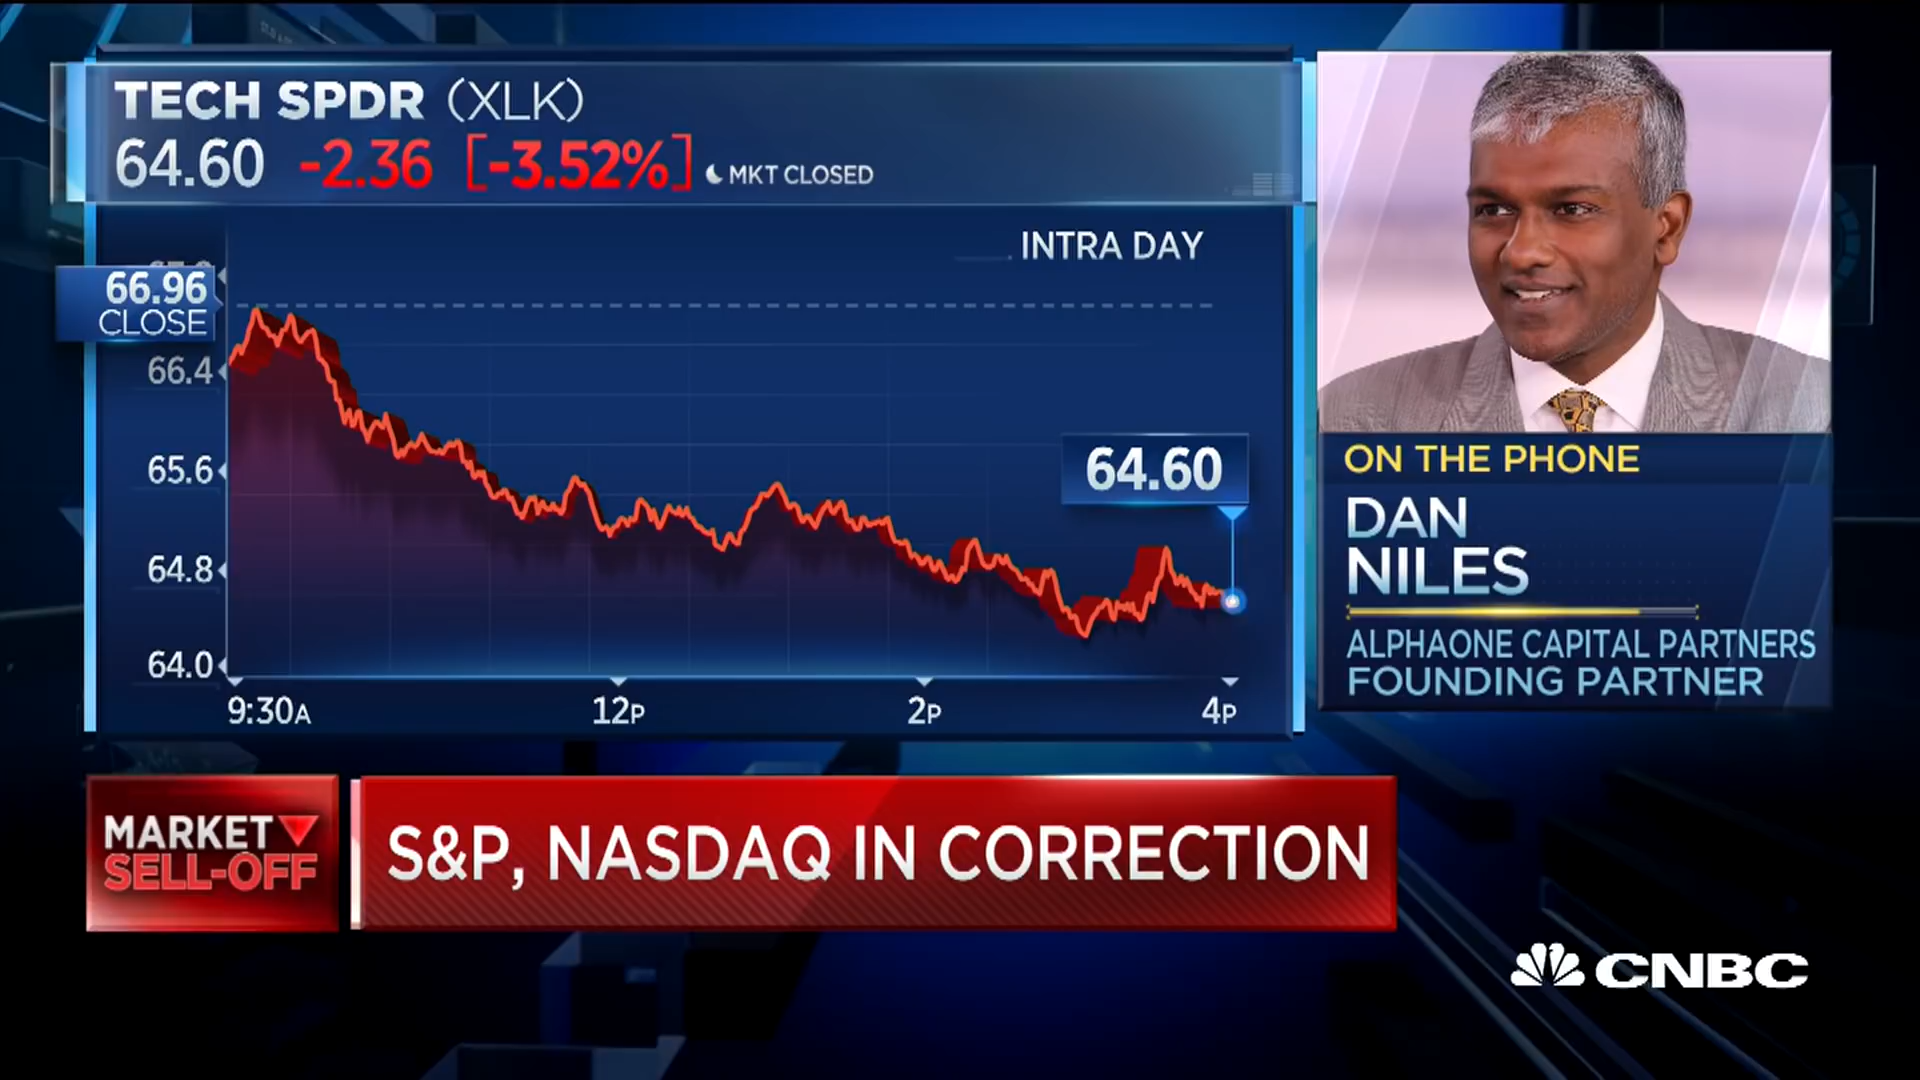 TECH SPDR (XLK)
64.60 -2.36 [-3.52%] MKT CLOSED
INTRA DAY
66.96
CLOSE
66.4
65.6
64.8
64.0
64.60
9:30A 12P 2P 4P
ON THE PHONE
DAN
NILES
ALPHAONE CAPITAL PARTNERS
FOUNDING PARTNER
MARKET
SELL-OFF
S&P, NASDAQ IN CORRECTION
CNBC